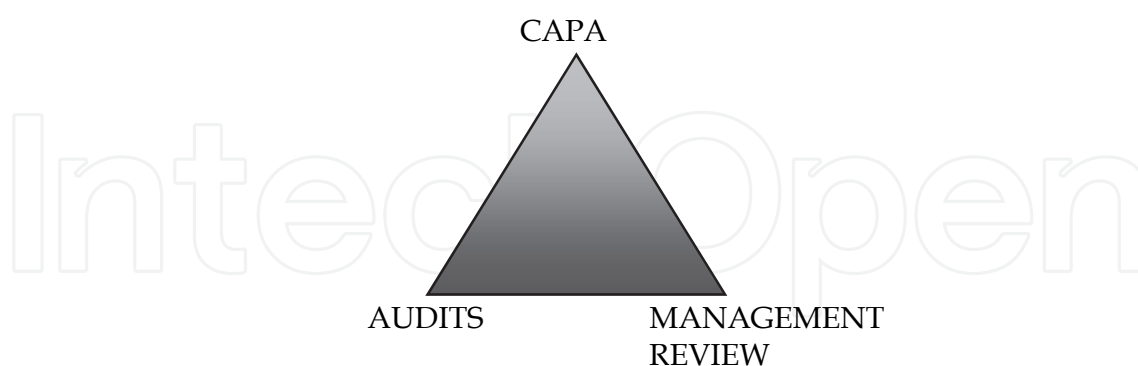 CAPA
IntechOpen
AUDITS
MANAGEMENT
REVIEW